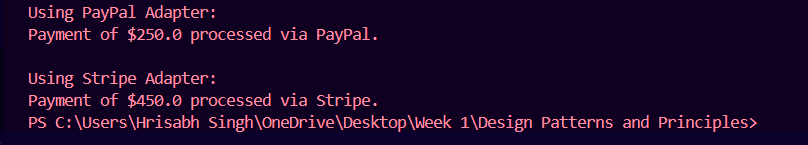 Using PayPal Adapter:
Payment of $250.0 processed via PayPal.
Using Stripe Adapter:
Payment of $450.0 processed via Stripe.
PS C:\Users\Hrisabh Singh\OneDrive\Desktop\Week 1\Design Patterns and Principles>